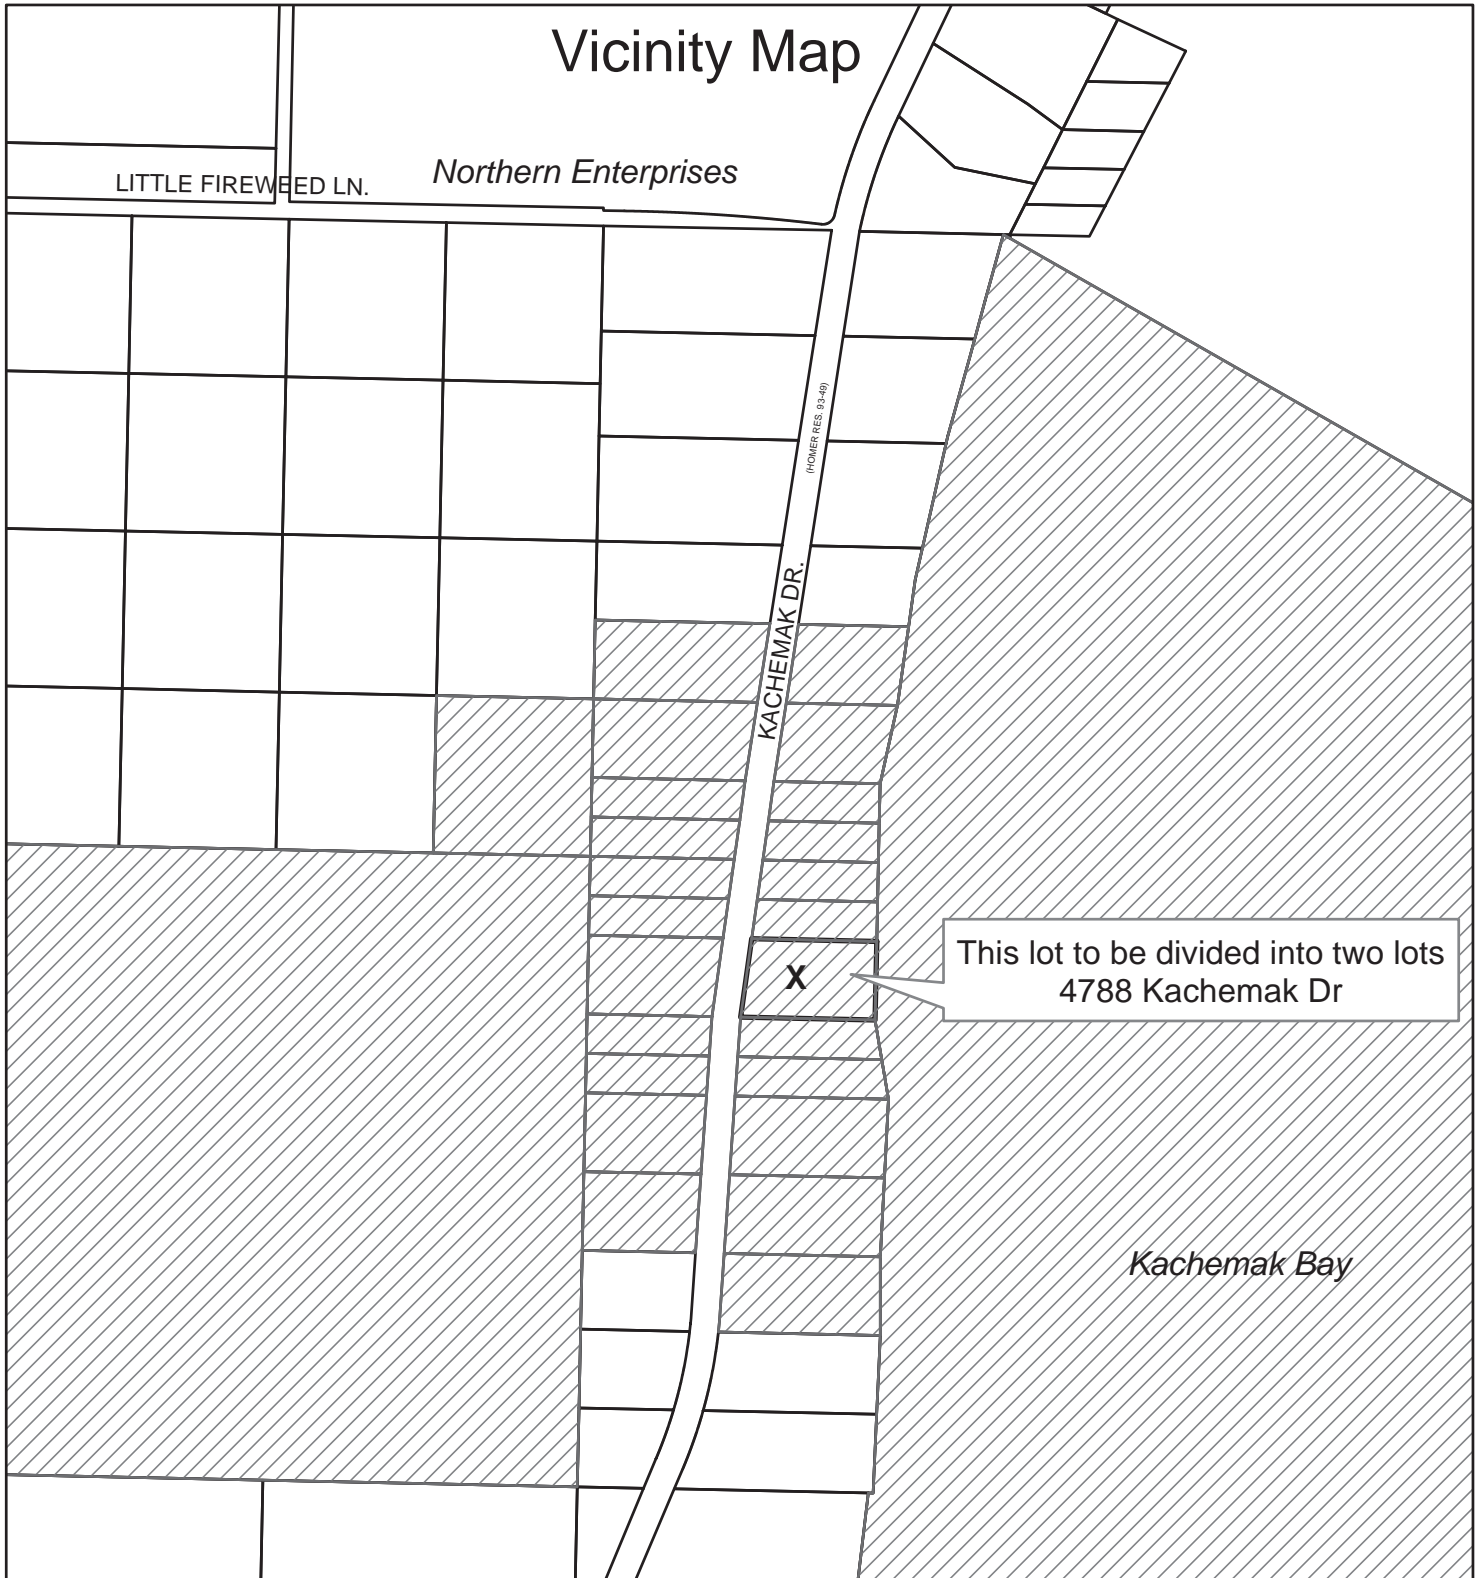 Vicinity Map
Northern Enterprises
LITTLE FIREWEED LN.
(HOMER RES. 93-49)
KACHEMAK DR.
This lot to be divided into two lots
4788 Kachemak Dr
X
Kachemak Bay